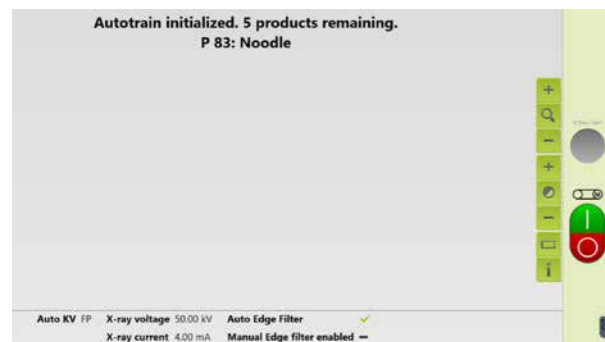 Autotrain initialized. 5 products remaining.
P 83: Noodle
Auto KV FP X-ray voltage 50.00 kV Auto Edge Filter
X-ray current 4.00 mA Manual Edge filter enabled